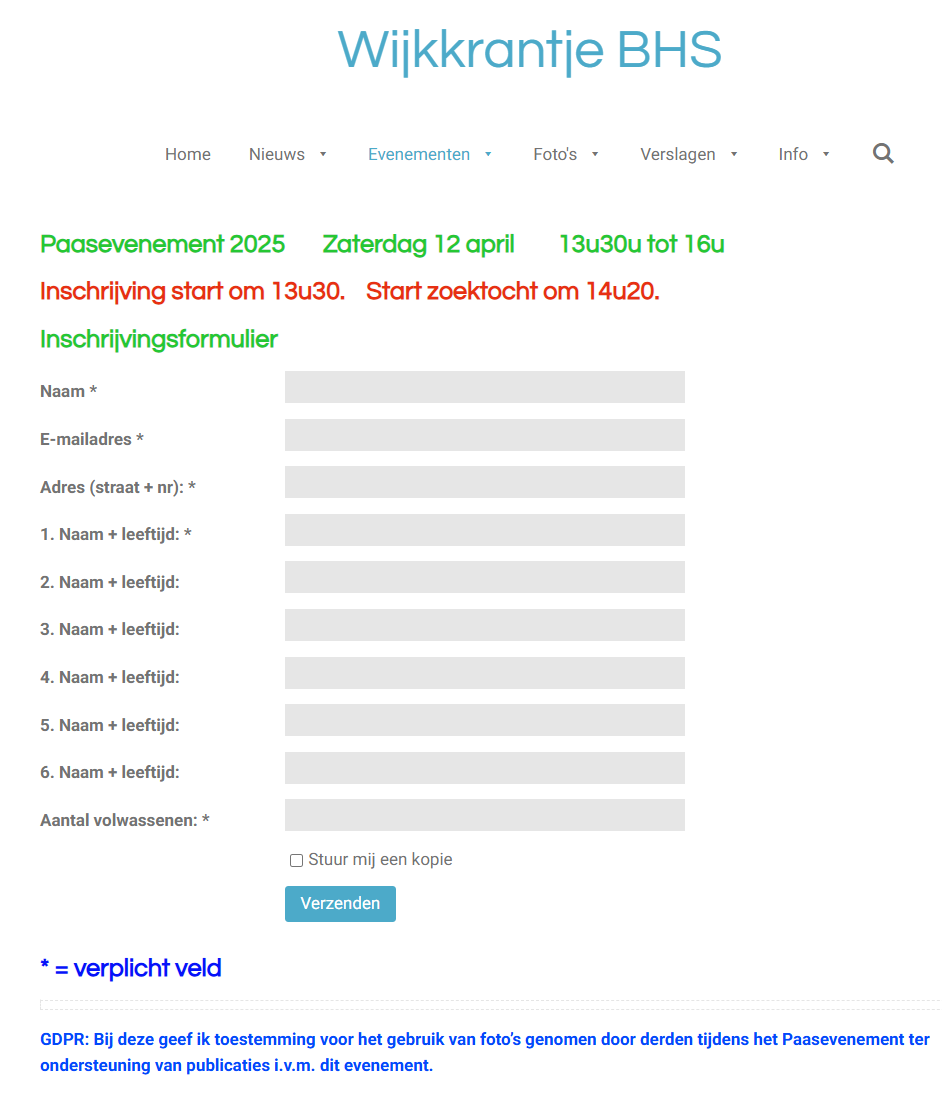 Wijkkrantje BHS
Home Nieuws Evenementen Foto's Verslagen Info
Paasevenement 2025 Zaterdag 12 april 13u30u tot 16u
Inschrijving start om 13u30. Start zoektocht om 14u20.
Inschrijvingsformulier
Naam *
E-mailadres *
Adres (straat + nr): *
1. Naam + leeftijd: *
2. Naam + leeftijd:
3. Naam + leeftijd:
4. Naam + leeftijd:
5. Naam + leeftijd:
6. Naam + leeftijd:
Aantal volwassenen: *
Stuur mij een kopie
Verzenden
* = verplicht veld
GDPR: Bij deze geef ik toestemming voor het gebruik van foto’s genomen door derden tijdens het Paasevenement ter
ondersteuning van publicaties i.v.m. dit evenement.